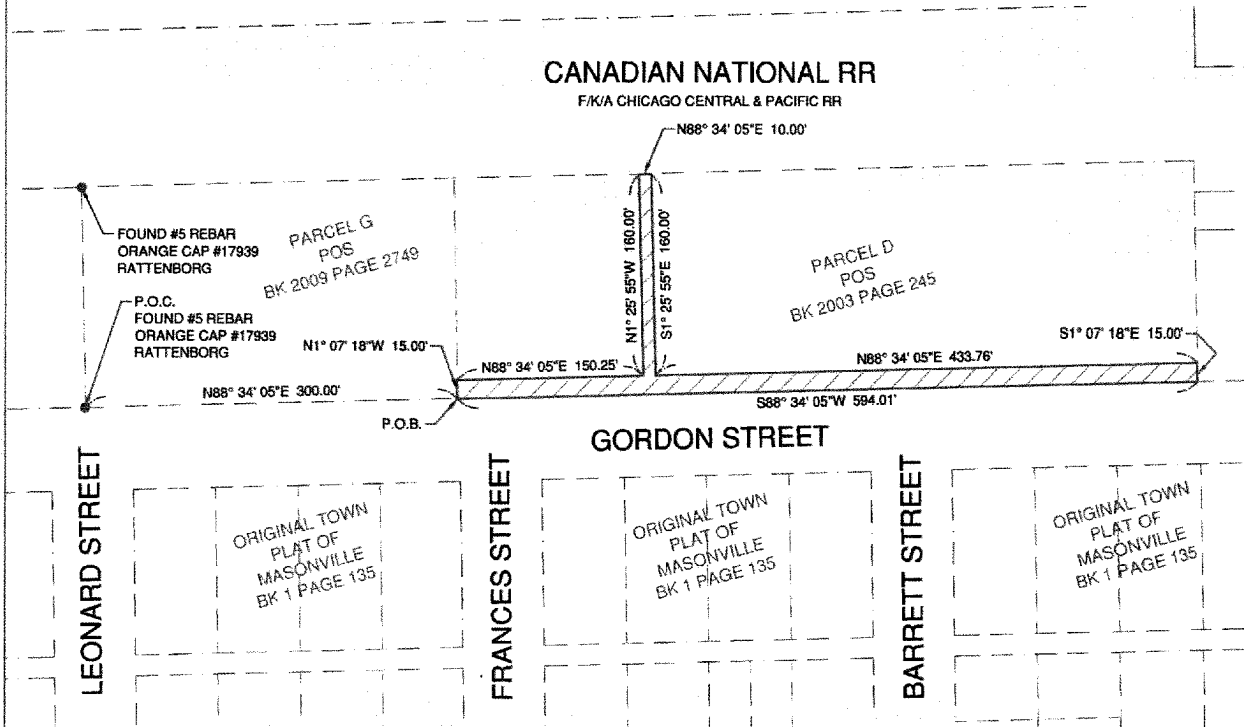 CANADIAN NATIONAL RR
F/K/A CHICAGO CENTRAL & PACIFIC RR
N88° 34' 05"E 10.00'
FOUND #5 REBAR
ORANGE CAP #17939
RATTENBORG
PARCEL G
POS
BK 2009 PAGE 2749
N1° 25' 55"W 160.00'
S1° 25' 55"E 160.00'
PARCEL D
POS
BK 2003 PAGE 245
P.O.C.
FOUND #5 REBAR
ORANGE CAP #17939
RATTENBORG
N1° 07' 18"W 15.00'
S1° 07' 18"E 15.00'
N88° 34' 05"E 150.25'
N88° 34' 05"E 433.76'
N88° 34' 05"E 300.00'
S88° 34' 05"W 594.01'
P.O.B.
GORDON STREET
LEONARD STREET
ORIGINAL TOWN
PLAT OF
MASONVILLE
BK 1 PAGE 135
FRANCES STREET
ORIGINAL TOWN
PLAT OF
MASONVILLE
BK 1 PAGE 135
BARRETT STREET
ORIGINAL TOWN
PLAT OF
MASONVILLE
BK 1 PAGE 135